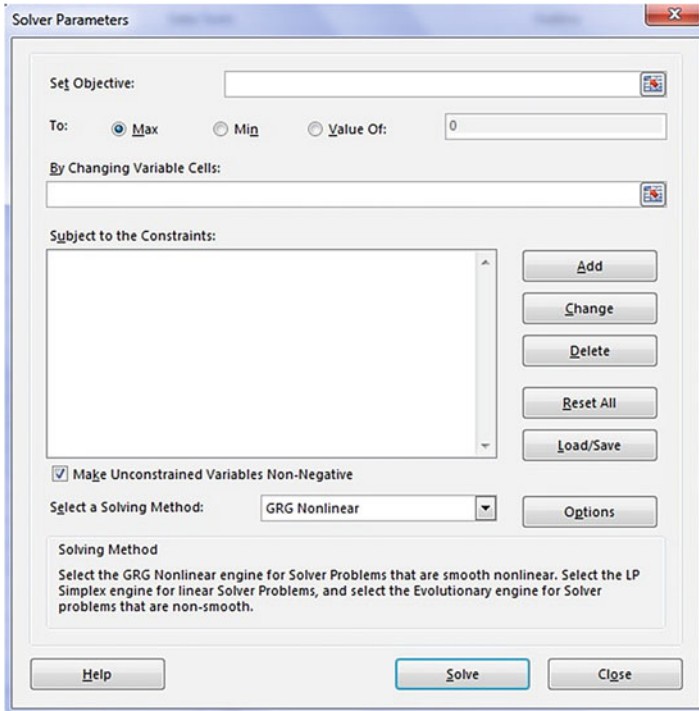 Solver Parameters
Set Objective:
To: Max Min Value Of: 0
By Changing Variable Cells:
Subject to the Constraints:
Add
Change
Delete
Reset All
Load/Save
Make Unconstrained Variables Non-Negative
Select a Solving Method: GRG Nonlinear Options
Solving Method
Select the GRG Nonlinear engine for Solver Problems that are smooth nonlinear. Select the LP
Simplex engine for linear Solver Problems, and select the Evolutionary engine for Solver
problems that are non-smooth.
Help Solve Close